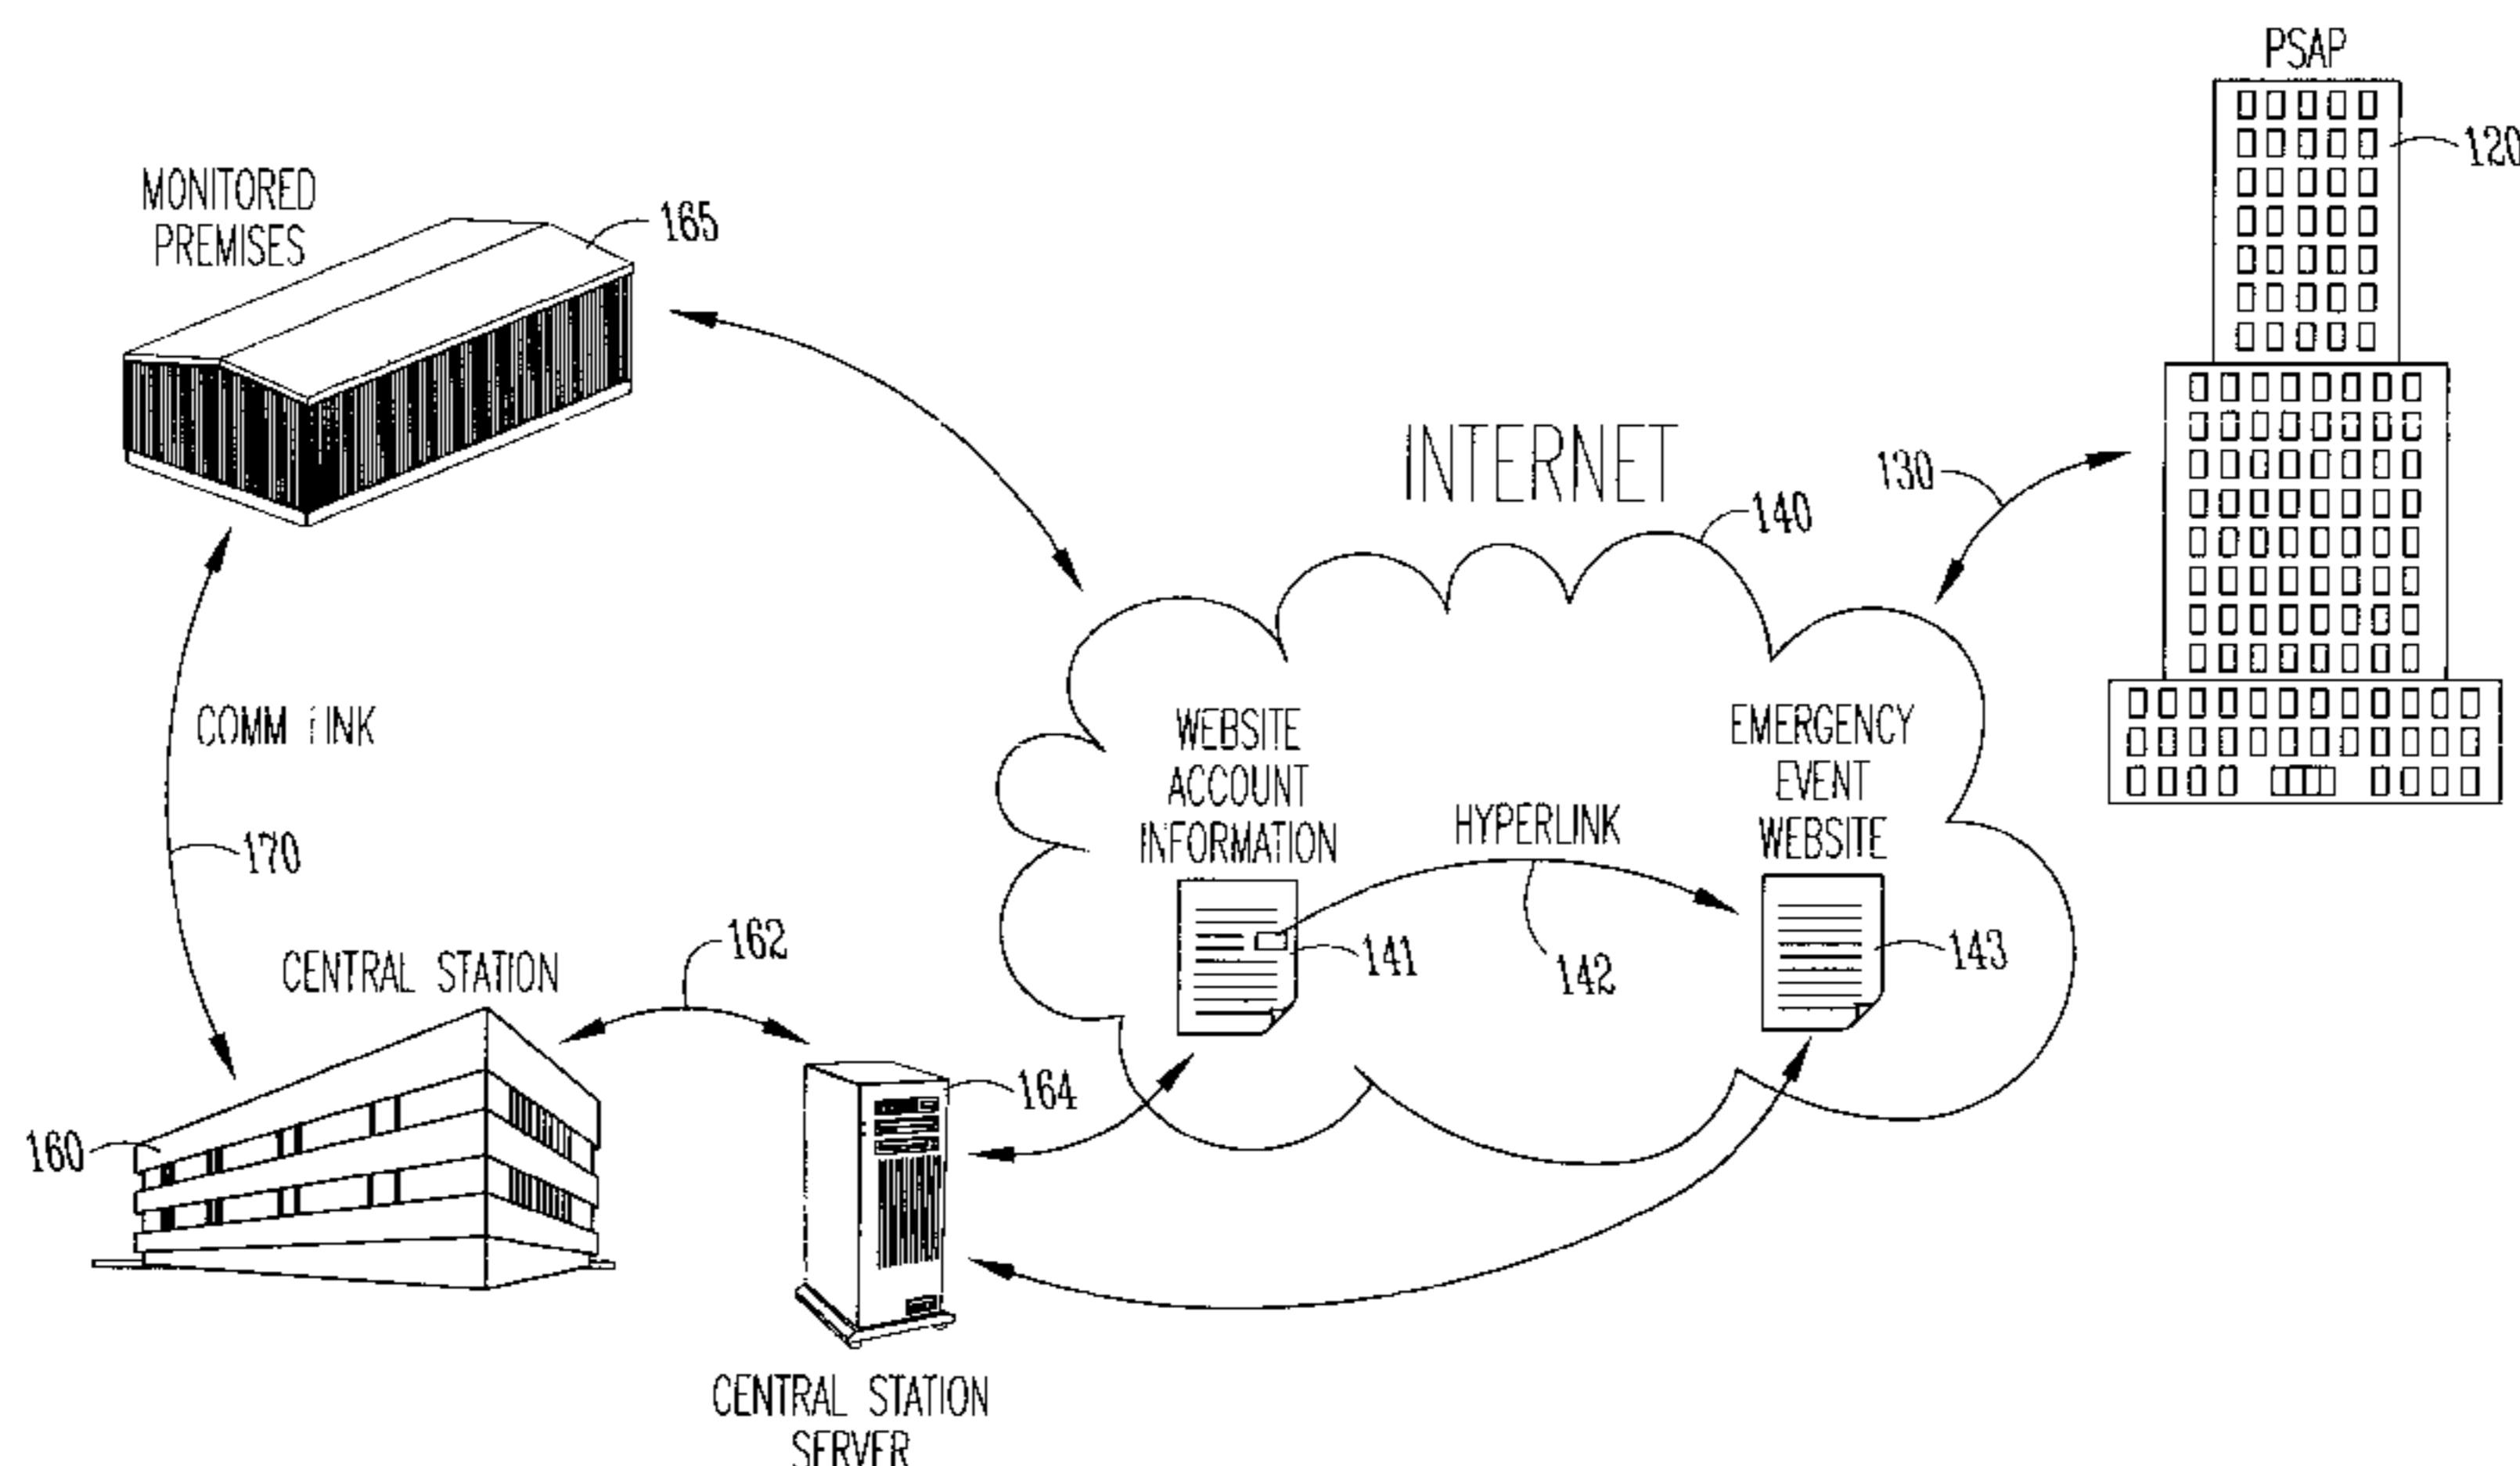 PSAP
120
MONITORED
PREMISES
165
INTERNET
130
140
COMM LINK
170
WEBSITE
ACCOUNT
INFORMATION
HYPERLINK
EMERGENCY
EVENT
WEBSITE
141
142
143
CENTRAL STATION
162
160
164
CENTRAL STATION
SERVER